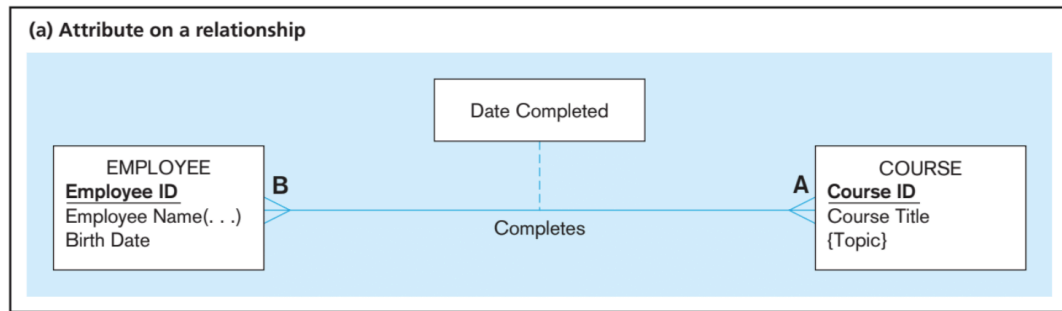 (a) Attribute on a relationship
Date Completed
EMPLOYEE
Employee ID
Employee Name(. . .)
Birth Date
B
Completes
A
COURSE
Course ID
Course Title
{Topic}